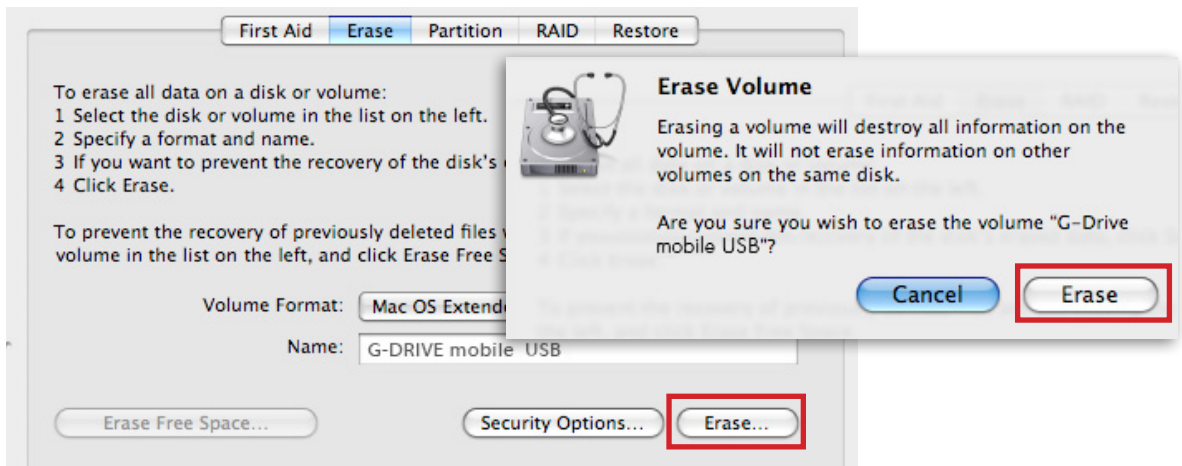 First Aid Erase Partition RAID Restore
To erase all data on a disk or volume:
1 Select the disk or volume in the list on the left.
2 Specify a format and name.
3 If you want to prevent the recovery of the disk's
4 Click Erase.
To prevent the recovery of previously deleted files
volume in the list on the left, and click Erase Free
Volume Format: Mac OS Extende
Name: G-DRIVE mobile USB
Erase Free Space... Security Options... Erase...
Erase Volume
Erasing a volume will destroy all information on the
volume. It will not erase information on other
volumes on the same disk.
Are you sure you wish to erase the volume "G-Drive
mobile USB"?
Cancel Erase